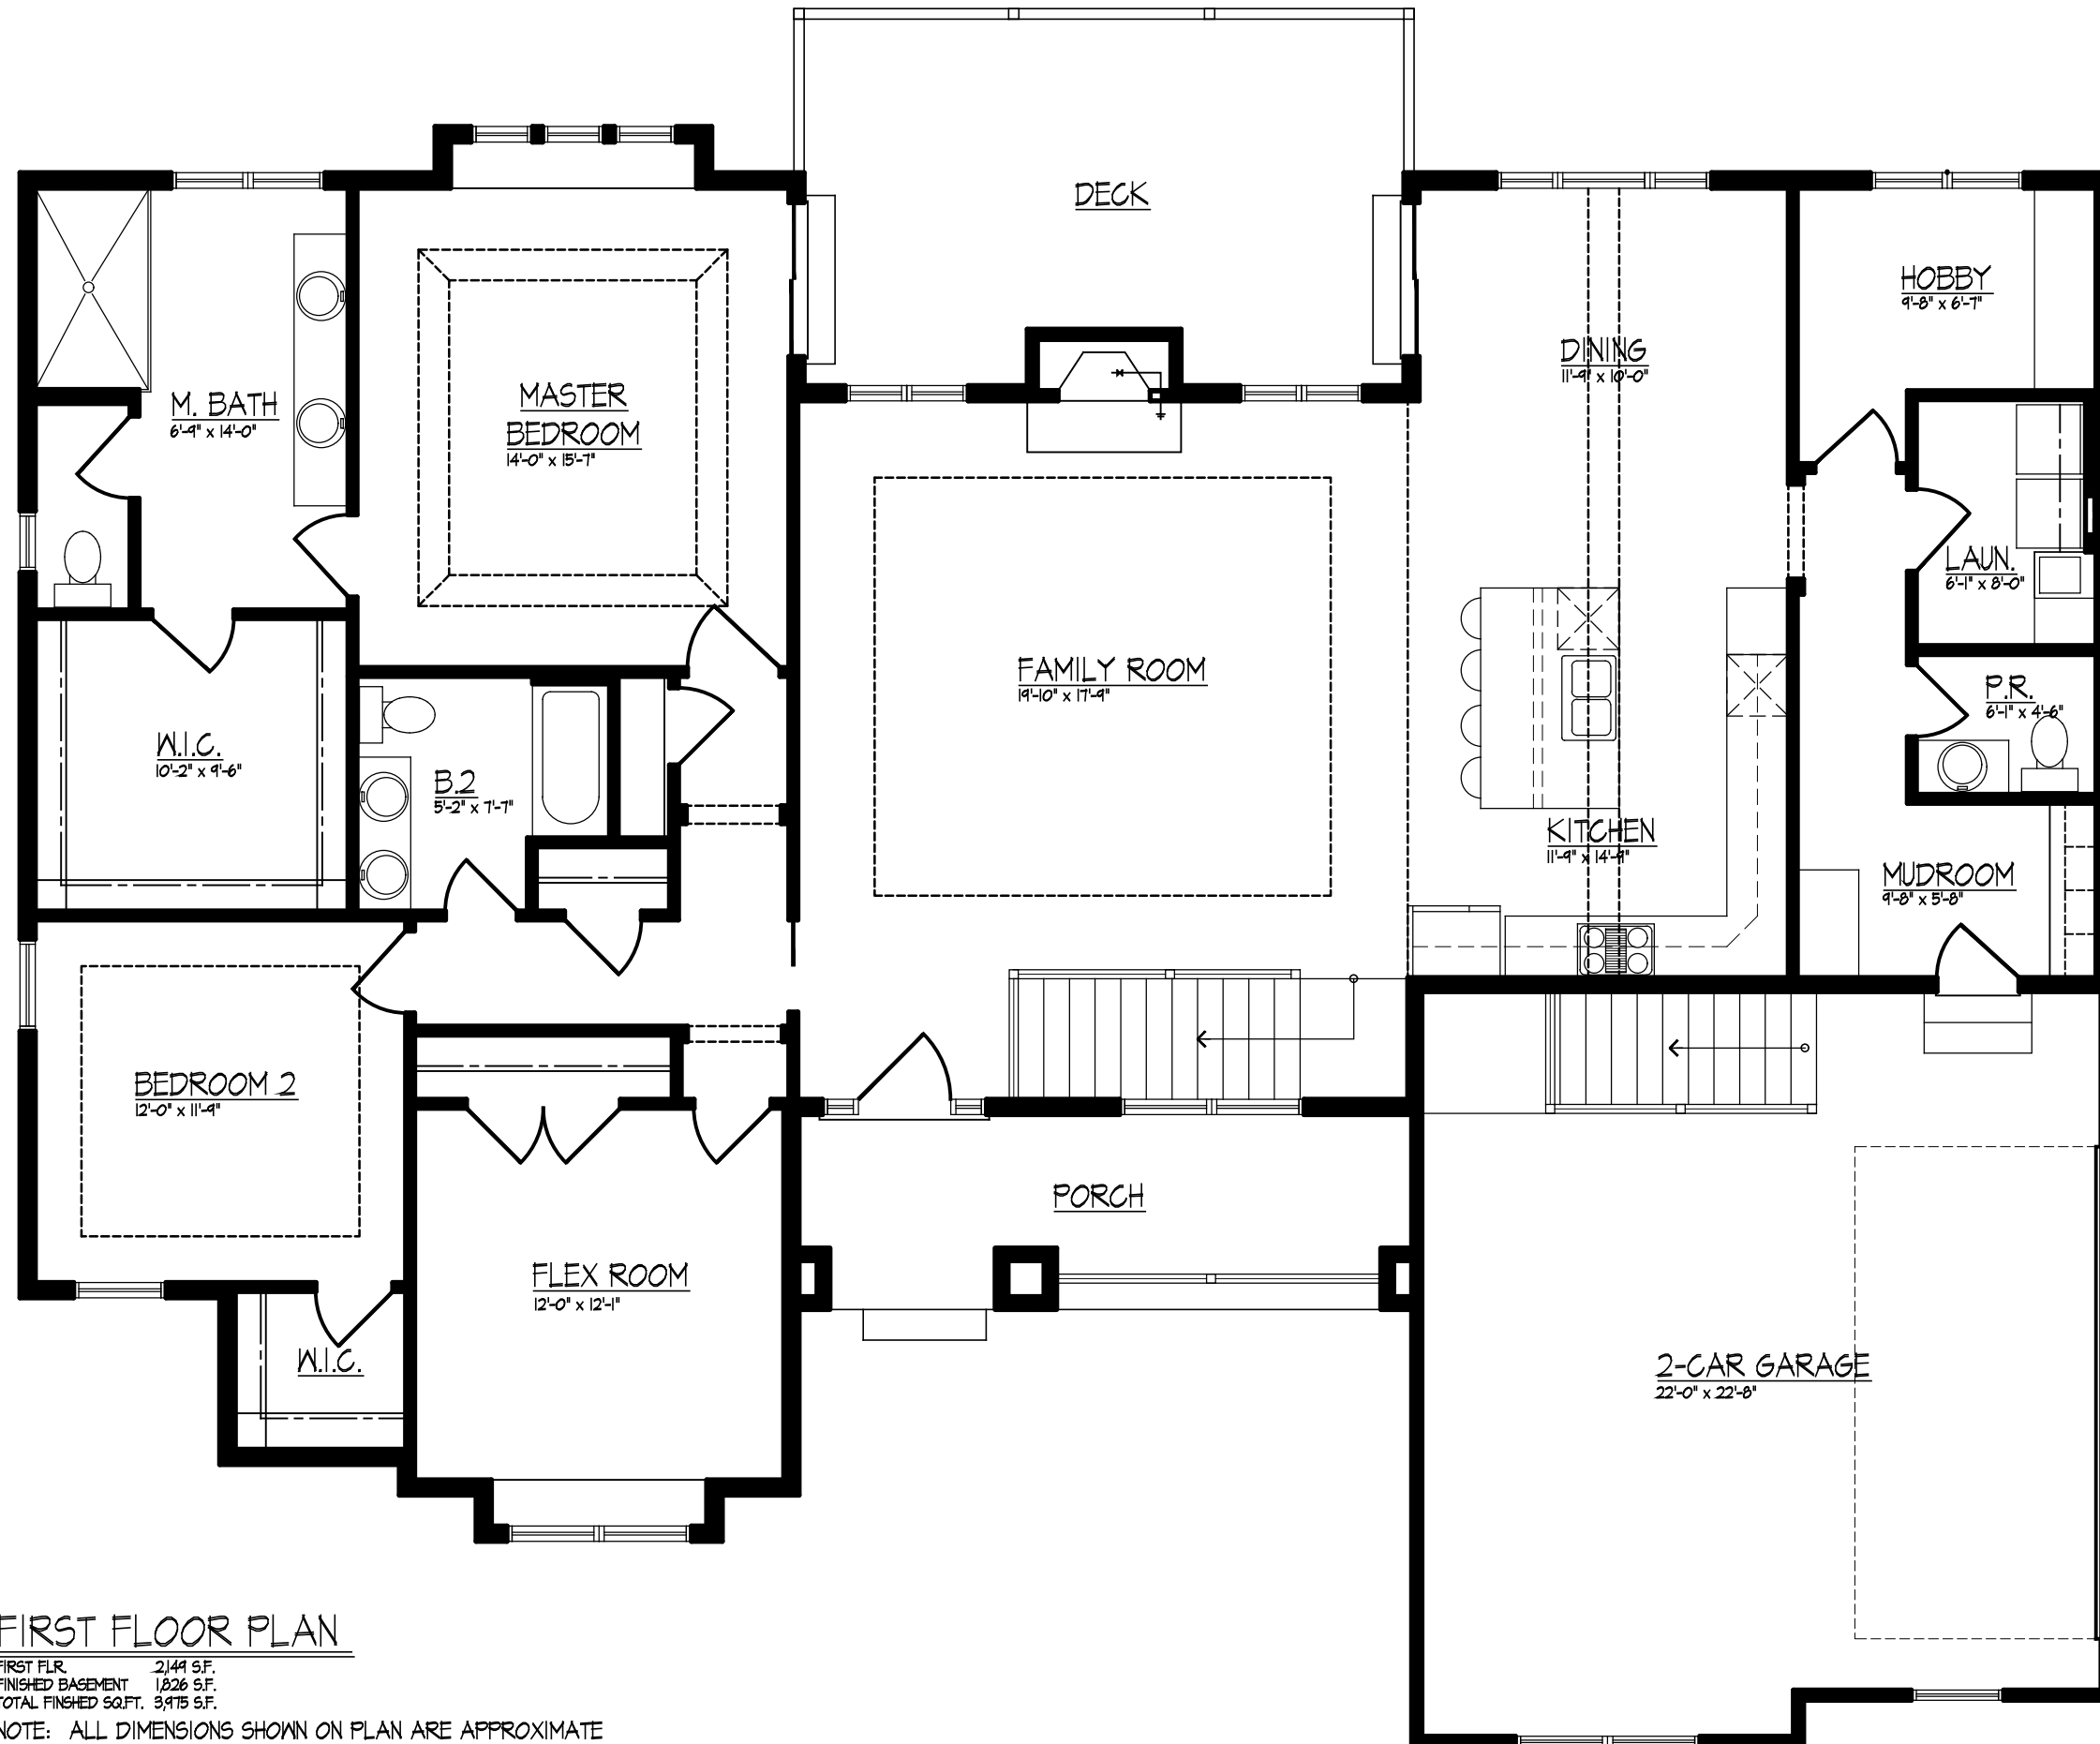 DECK
HOBBY
9'-8" x 6'-7"
DINING
11'-9" x 10'-0"
M. BATH
6'-9" x 14'-0"
MASTER
BEDROOM
14'-0" x 15'-7"
LAUN.
6'-1" x 8'-0"
FAMILY ROOM
19'-10" x 17'-9"
P.R.
6'-1" x 4'-6"
W.I.C.
10'-2" x 9'-6"
B.2
5'-2" x 7'-7"
KITCHEN
11'-9" x 14'-9"
MUDROOM
9'-8" x 5'-8"
BEDROOM 2
12'-0" x 11'-9"
PORCH
FLEX ROOM
12'-0" x 12'-1"
W.I.C.
2-CAR GARAGE
22'-0" x 22'-8"
FIRST FLOOR PLAN
FIRST FLR. 2,149 S.F.
FINISHED BASEMENT 1,826 S.F.
TOTAL FINISHED SQ.FT. 3,975 S.F.
NOTE: ALL DIMENSIONS SHOWN ON PLAN ARE APPROXIMATE